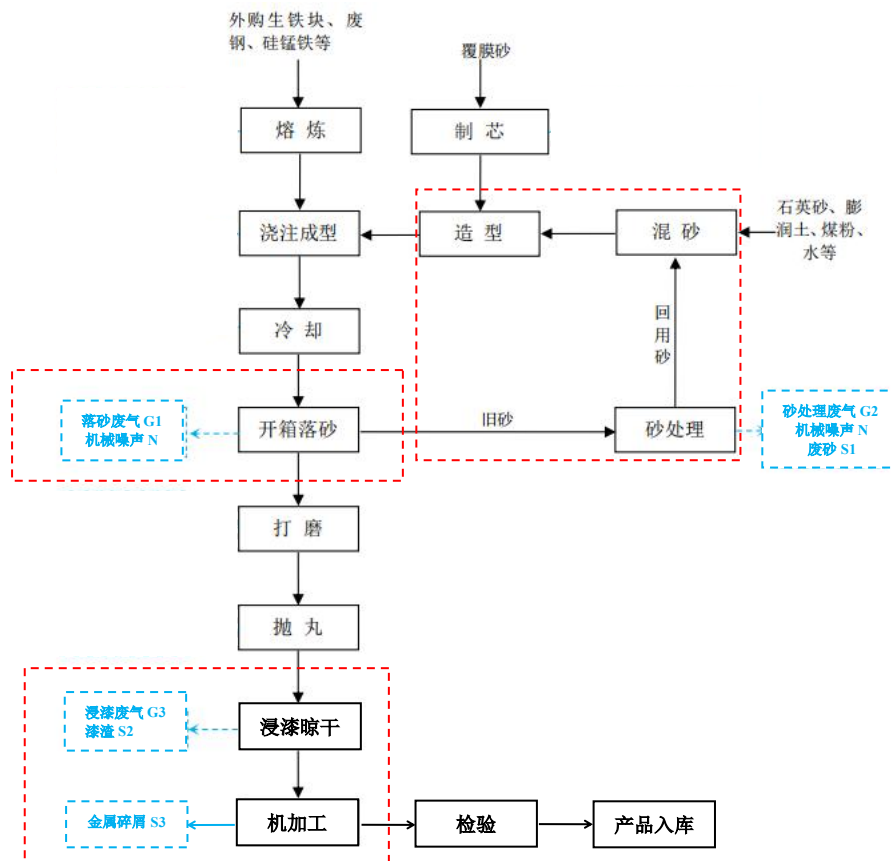 外购生铁块、废
钢、硅锰铁等
覆膜砂
熔炼
制芯
石英砂、膨
润土、煤粉、
水等
浇注成型
造型
混砂
冷却
回用砂
落砂废气 G1
机械噪声 N
开箱落砂
旧砂
砂处理
砂处理废气 G2
机械噪声 N
废砂 S1
打磨
抛丸
浸漆废气 G3
漆渣 S2
浸漆晾干
金属碎屑 S3
机加工
检验
产品入库